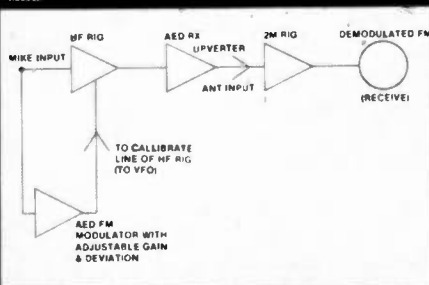 HF RIG
AED RX
UPVERTER
2M RIG
DEMODULATED FM
MIKE INPUT
ANT INPUT
(RECEIVE)
TO CALLIBRATE
LINE OF HF RIG
(TO VFO)
AED FM
MODULATOR WITH
ADJUSTABLE GAIN
& DEVIATION